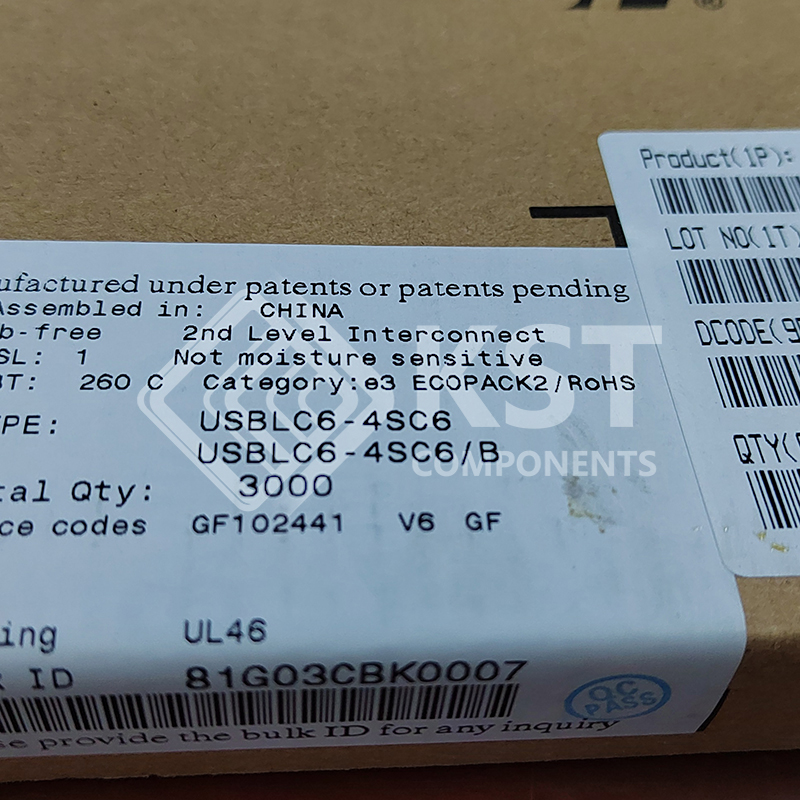 ufactured under patents or patents pending
Assembled in: CHINA
b-free 2nd Level Interconnect
SL: 1 Not moisture sensitive
BT: 260 C Category:e3 ECOPACK2/RoHS
PE: USBLC6-4SC6
USBLC6-4SC6/B
tal Qty: 3000
ce codes GF102441 V6 GF
ing UL46
ID 81G03CBK0007
se provide the bulk ID for any inquiry
Q.C
PASS
Product(1P):
LOT NO(1T)
DCODE(9
QTY(
KST
COMPONENTS
®